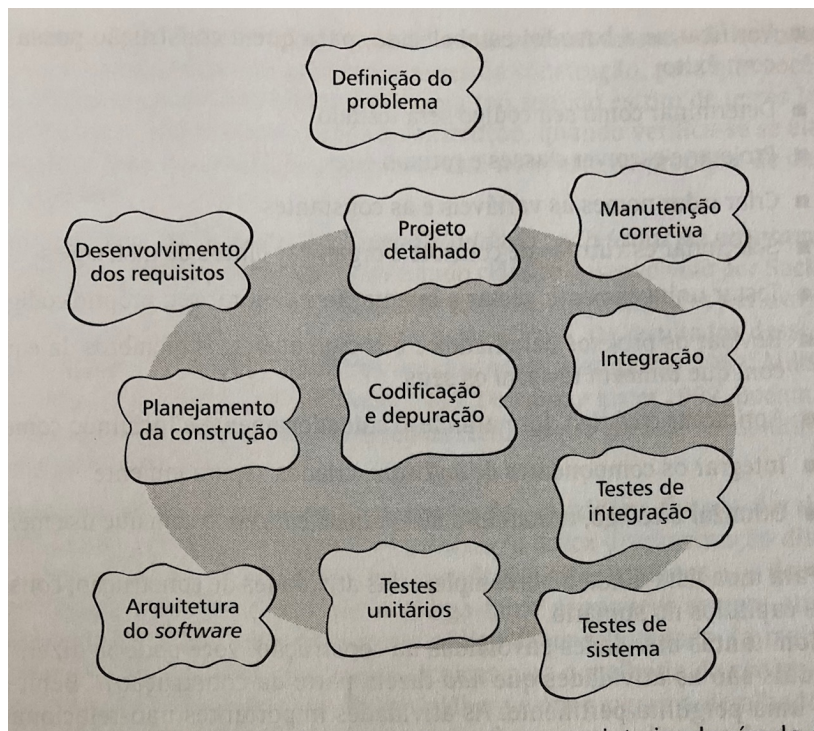 Definição do
problema
Desenvolvimento
dos requisitos
Projeto
detalhado
Manutenção
corretiva
Planejamento
da construção
Codificação
e depuração
Integração
Testes de
integração
Arquitetura
do software
Testes
unitários
Testes de
sistema